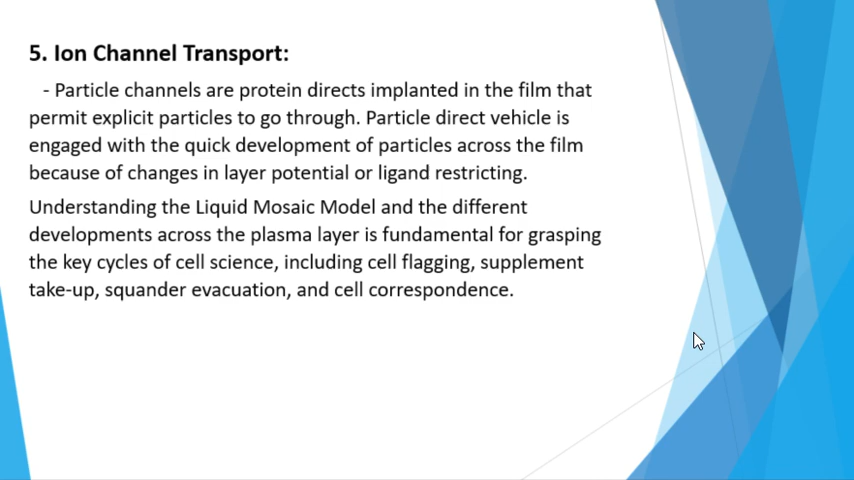 5. Ion Channel Transport:
- Particle channels are protein directs implanted in the film that
permit explicit particles to go through. Particle direct vehicle is
engaged with the quick development of particles across the film
because of changes in layer potential or ligand restricting.
Understanding the Liquid Mosaic Model and the different
developments across the plasma layer is fundamental for grasping
the key cycles of cell science, including cell flagging, supplement
take-up, squander evacuation, and cell correspondence.